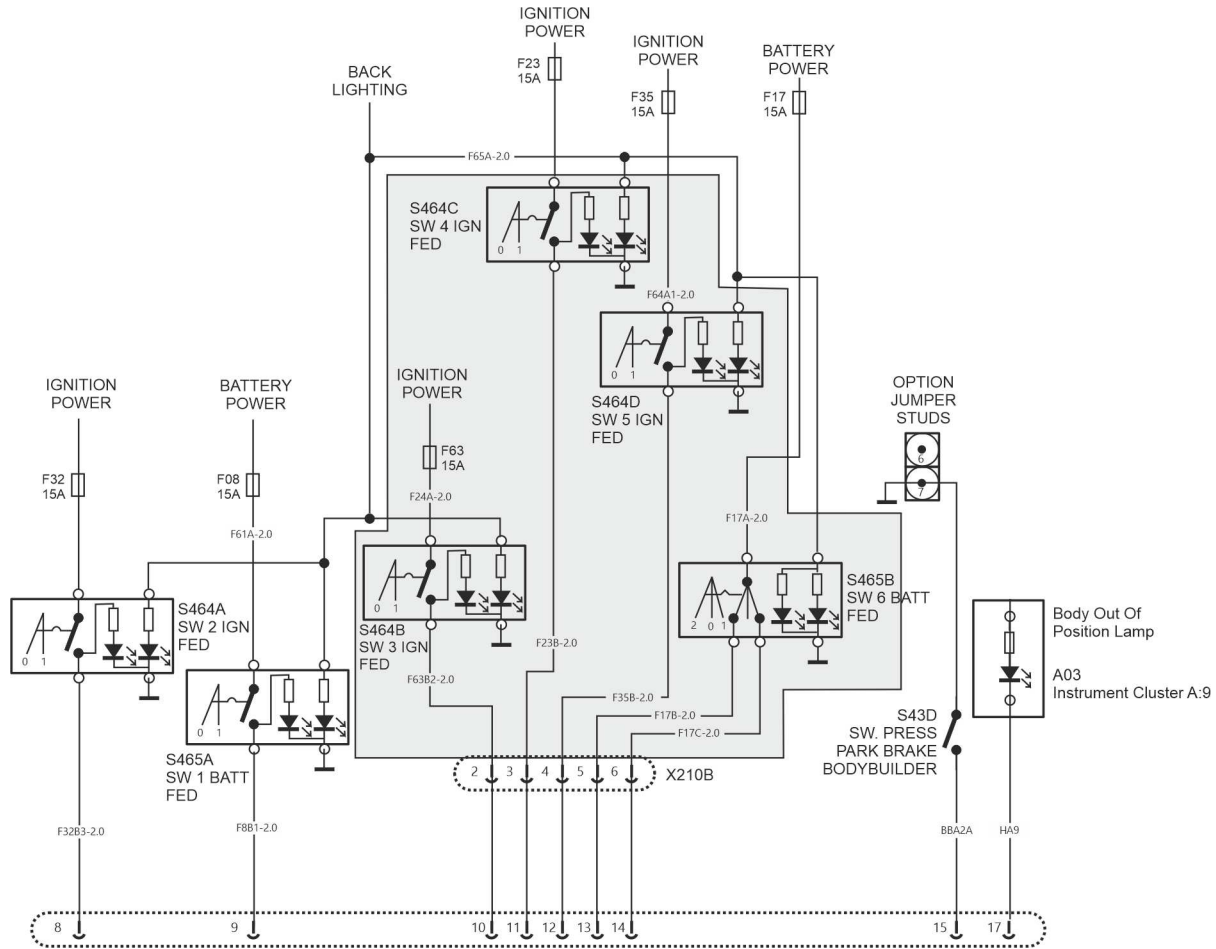 IGNITION
POWER
F23
15A
IGNITION
POWER
F35
15A
BATTERY
POWER
F17
15A
BACK
LIGHTING
F65A-2.0
S464C
SW 4 IGN
FED
0 1
F64A1-2.0
0 1
S464D
SW 5 IGN
FED
IGNITION
POWER
F32
15A
BATTERY
POWER
F08
15A
F61A-2.0
IGNITION
POWER
F63
15A
F24A-2.0
F17A-2.0
OPTION
JUMPER
STUDS
6
7
0 1
S464A
SW 2 IGN
FED
0 1
S465A
SW 1 BATT
FED
0 1
S464B
SW 3 IGN
FED
2 0 1
S465B
SW 6 BATT
FED
F63B2-2.0
F23B-2.0
F35B-2.0
F17B-2.0
F17C-2.0
Body Out Of
Position Lamp
A03
Instrument Cluster A:9
S43D
SW. PRESS
PARK BRAKE
BODYBUILDER
2 3 4 5 6 X210B
F32B3-2.0
F8B1-2.0
BBA2A
HA9
8 9 10 11 12 13 14 15 17